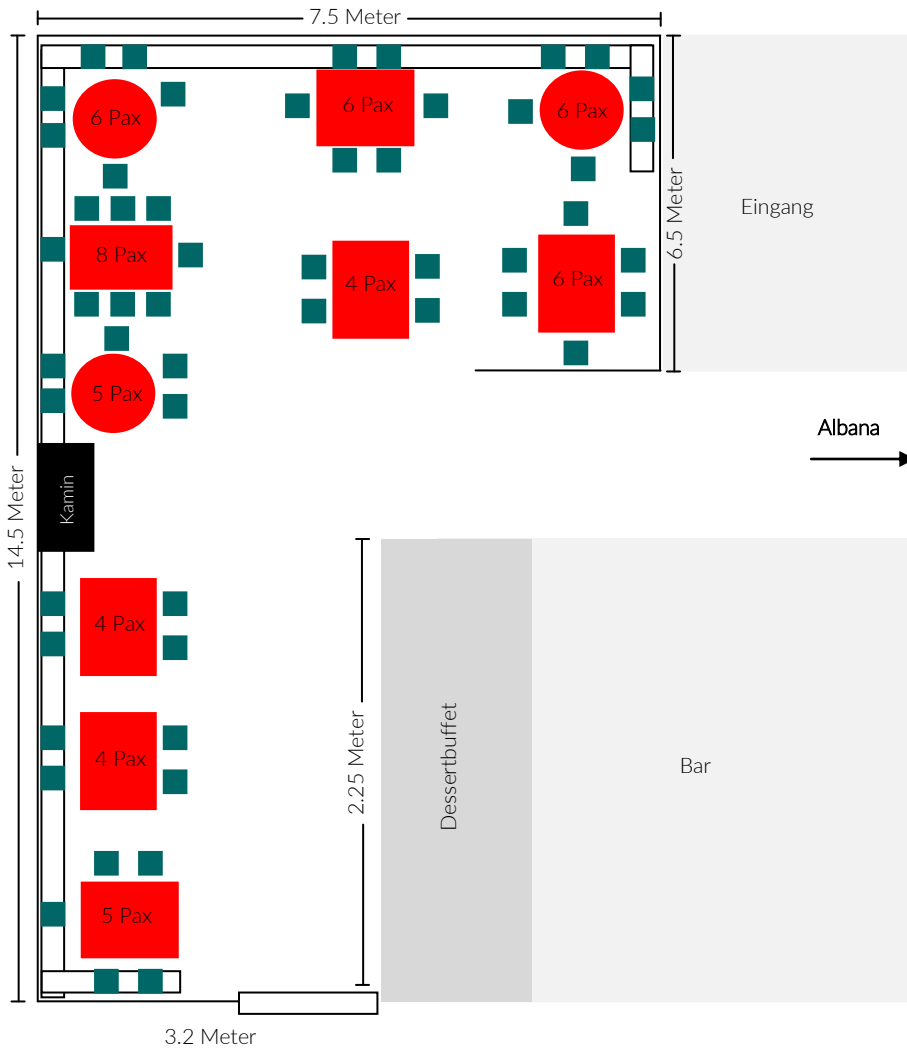 7.5 Meter
6 Pax
6 Pax
6 Pax
Eingang
6.5 Meter
8 Pax
4 Pax
6 Pax
5 Pax
Albana
Kamin
14.5 Meter
4 Pax
4 Pax
2.25 Meter
Dessertbuffet
Bar
5 Pax
3.2 Meter